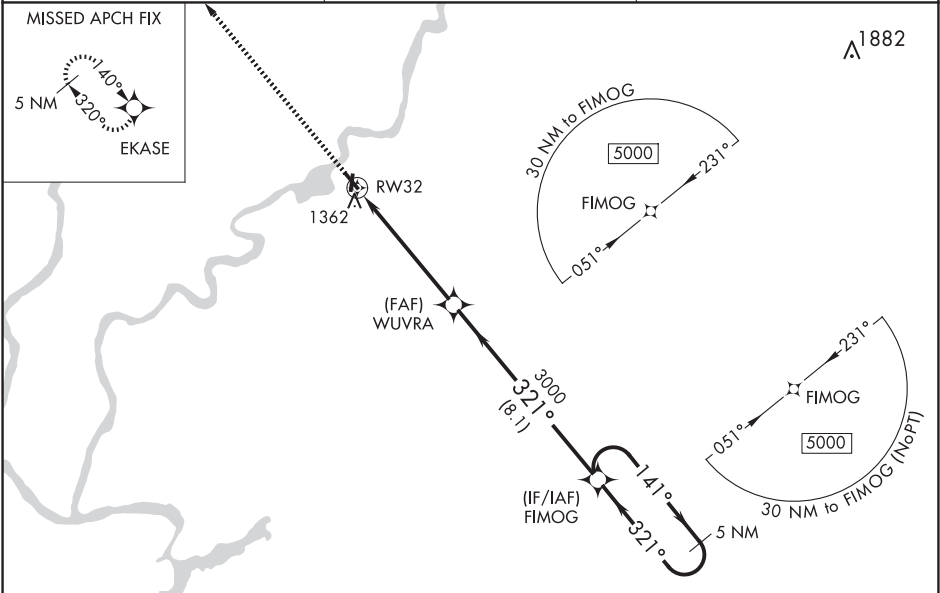 MISSED APCH FIX
140°
320°
5 NM
EKASE
1882
RW32
1362
30 NM to FIMOG
5000
231°
FIMOG
051°
(FAF)
WUVRA
3000
321°
(8.1)
231°
FIMOG
051°
5000
30 NM to FIMOG (NoPT)
(IF/IAF)
FIMOG
141°
321°
5 NM